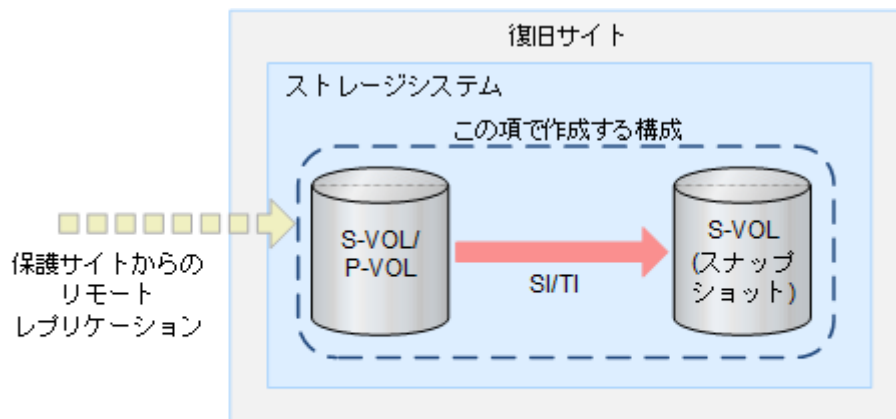 復旧サイト
ストレージシステム
この項で作成する構成
S-VOL/
P-VOL
SI/TI
S-VOL
(スナップ
ショット)
保護サイトからの
リモート
レプリケーション